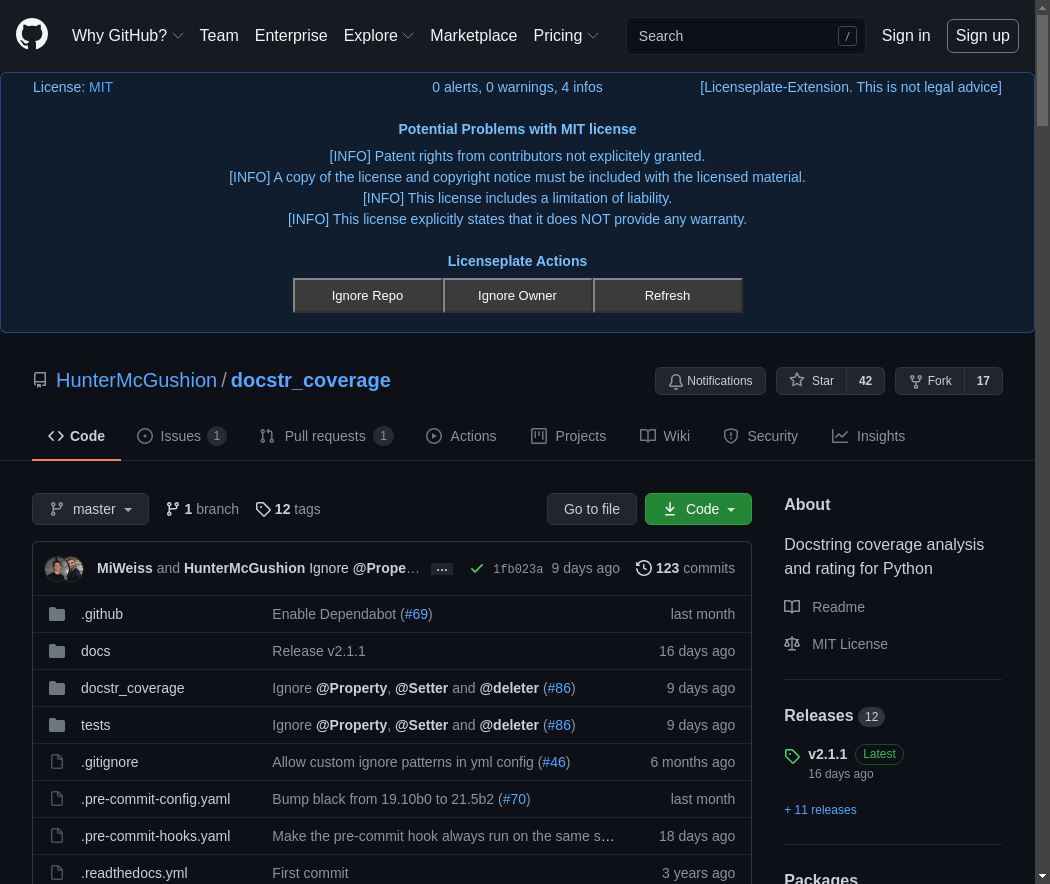 Why GitHub? Team Enterprise Explore Marketplace Pricing Search / Sign in Sign up
License: MIT 0 alerts, 0 warnings, 4 infos [Licenseplate-Extension. This is not legal advice]
Potential Problems with MIT license
[INFO] Patent rights from contributors not explicitely granted.
[INFO] A copy of the license and copyright notice must be included with the licensed material.
[INFO] This license includes a limitation of liability.
[INFO] This license explicitly states that it does NOT provide any warranty.
Licenseplate Actions
Ignore Repo Ignore Owner Refresh
HunterMcGushion / docstr_coverage Notifications Star 42 Fork 17
Code Issues 1 Pull requests 1 Actions Projects Wiki Security Insights
master 1 branch 12 tags Go to file Code
MiWeiss and HunterMcGushion Ignore @Prope… ... 1fb023a 9 days ago 123 commits
.github Enable Dependabot (#69) last month
docs Release v2.1.1 16 days ago
docstr_coverage Ignore @Property, @Setter and @deleter (#86) 9 days ago
tests Ignore @Property, @Setter and @deleter (#86) 9 days ago
.gitignore Allow custom ignore patterns in yml config (#46) 6 months ago
.pre-commit-config.yaml Bump black from 19.10b0 to 21.5b2 (#70) last month
.pre-commit-hooks.yaml Make the pre-commit hook always run on the same s… 18 days ago
.readthedocs.yml First commit 3 years ago
About
Docstring coverage analysis
and rating for Python
Readme
MIT License
Releases 12
v2.1.1 Latest
16 days ago
+ 11 releases
Packages